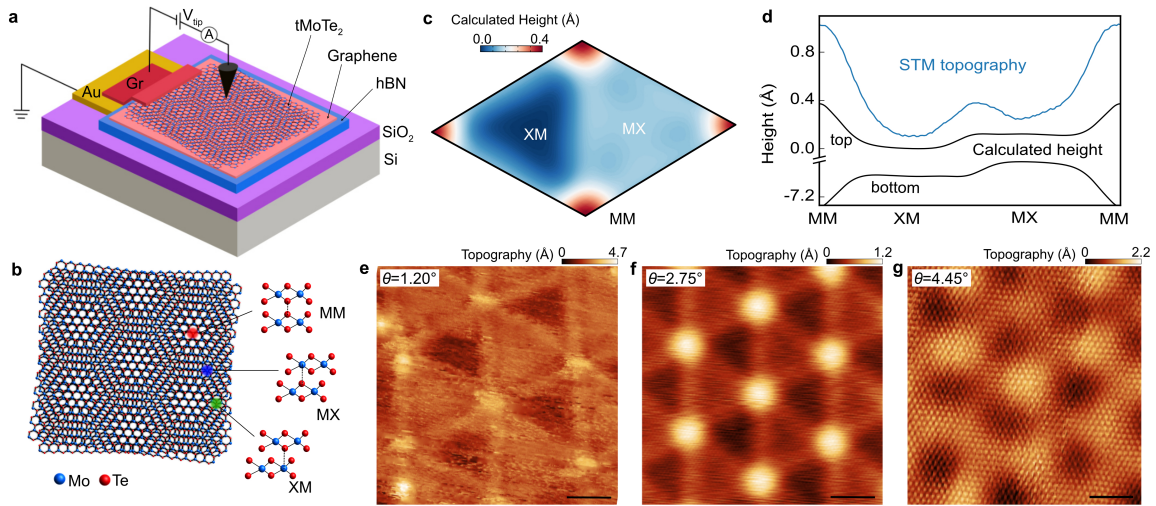 a
V_tip
A
tMoTe₂
Graphene
hBN
Au
Gr
SiO₂
Si
b
MM
MX
XM
Mo
Te
c
Calculated Height (Å)
0.0
0.4
XM
MX
MM
d
Height (Å)
0.8
0.4
0.0
-7.2
STM topography
top
Calculated height
bottom
MM
XM
MX
MM
e
Topography (Å)
0
4.7
θ=1.20°
f
Topography (Å)
0
1.2
θ=2.75°
g
Topography (Å)
0
2.2
θ=4.45°